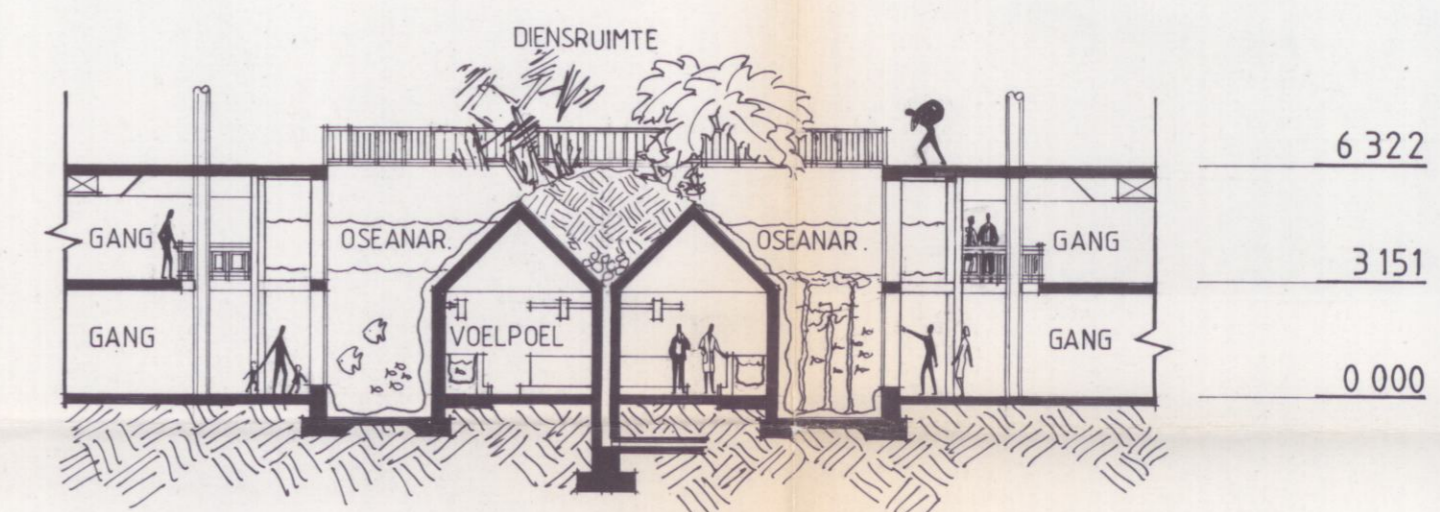 DIENSRUIMTE
6 322
GANG
OSEANAR.
OSEANAR.
GANG
3 151
GANG
VOELPOEL
GANG
0 000